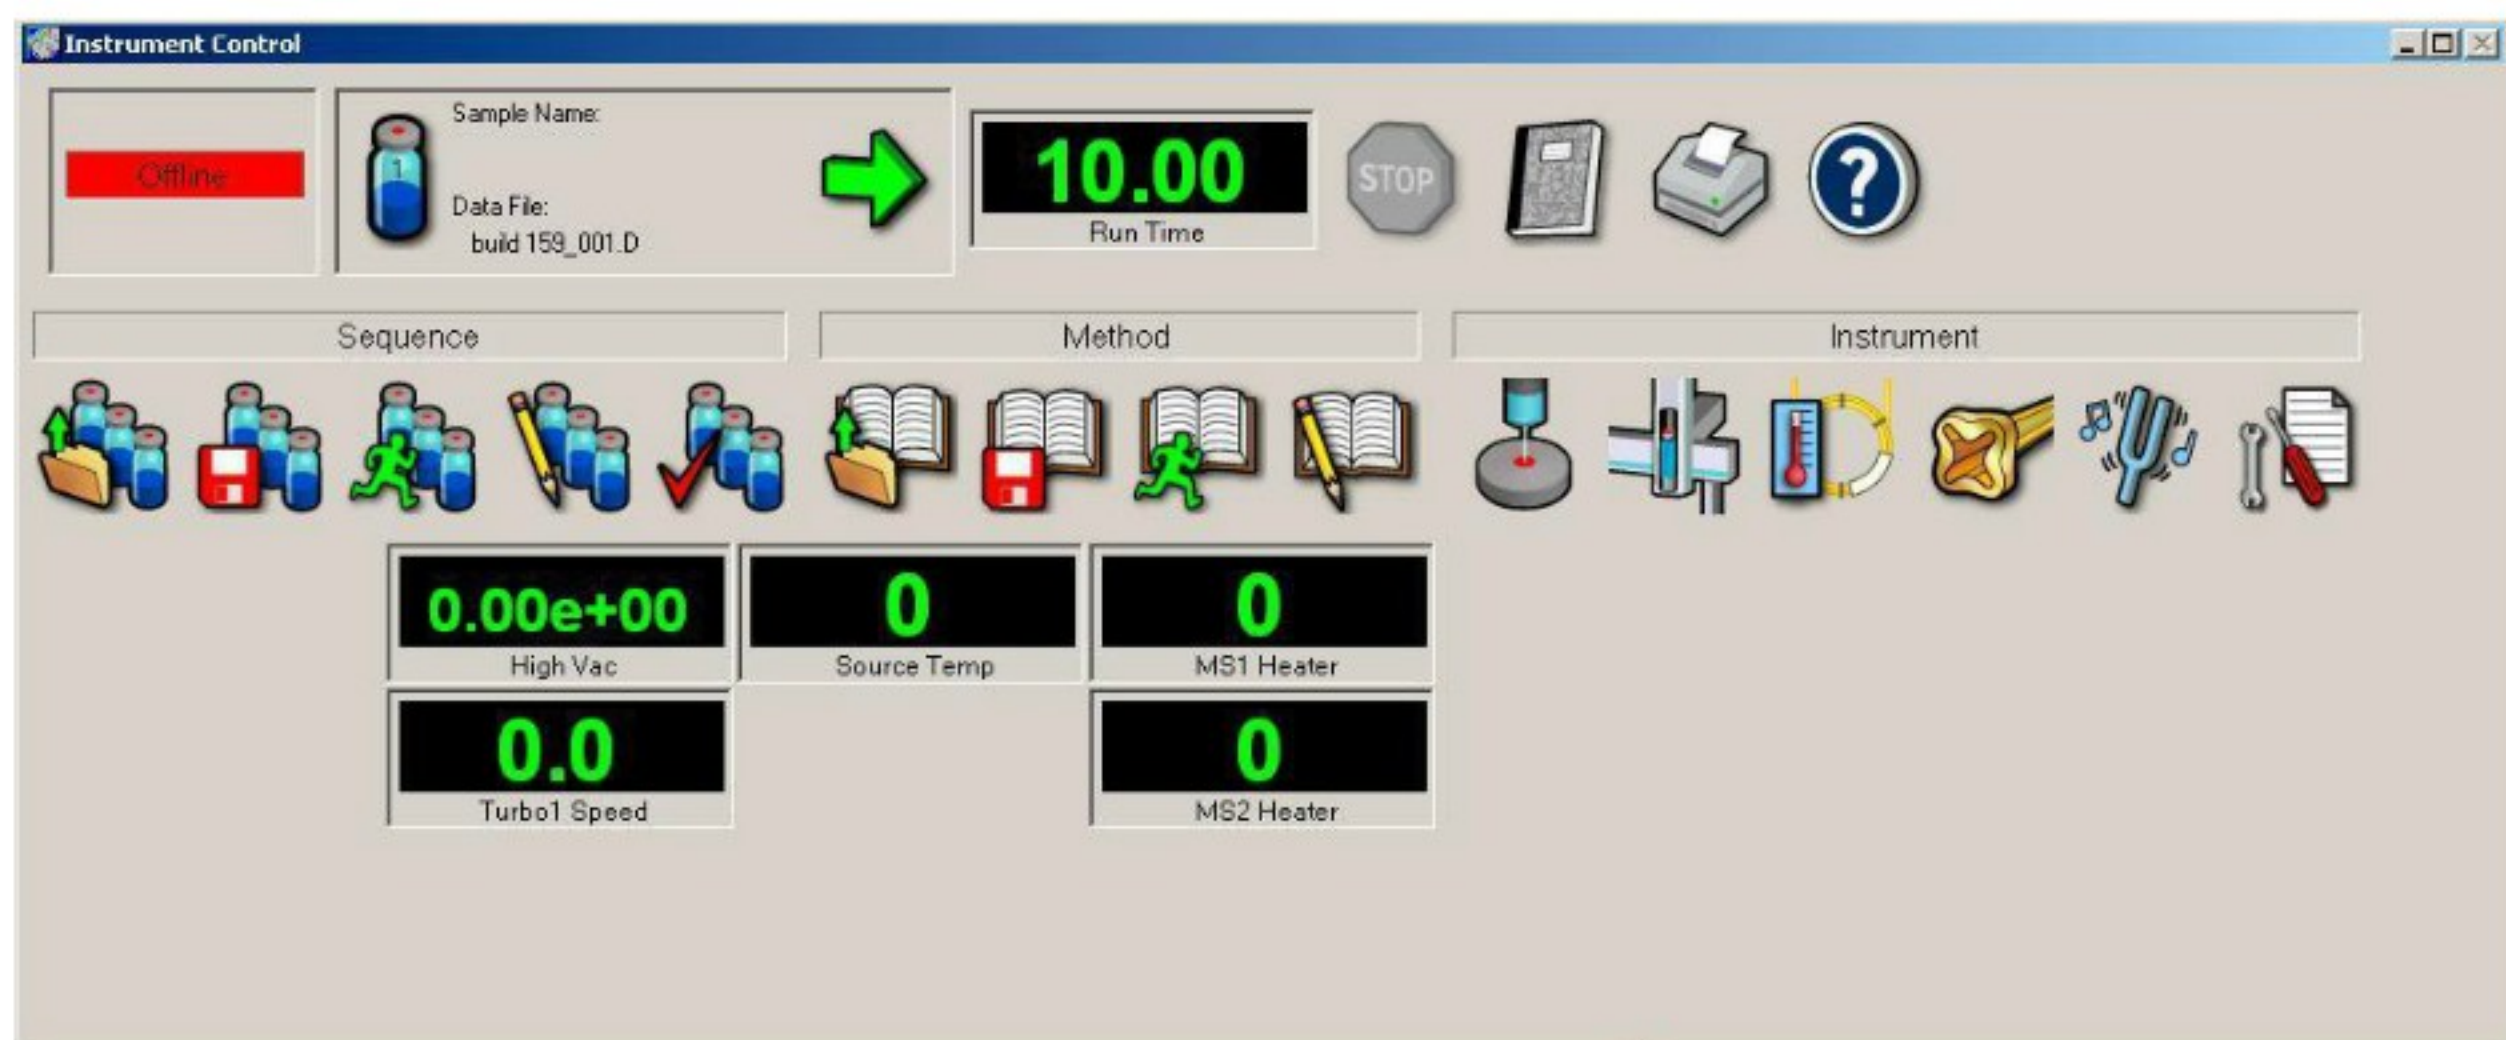 Instrument Control
Offline
1
Sample Name:
Data File:
build 159_001.D
10.00
Run Time
STOP
?
Sequence
Method
Instrument
0.00e+00
High Vac
0
Source Temp
0
MS1 Heater
0.0
Turbo1 Speed
0
MS2 Heater